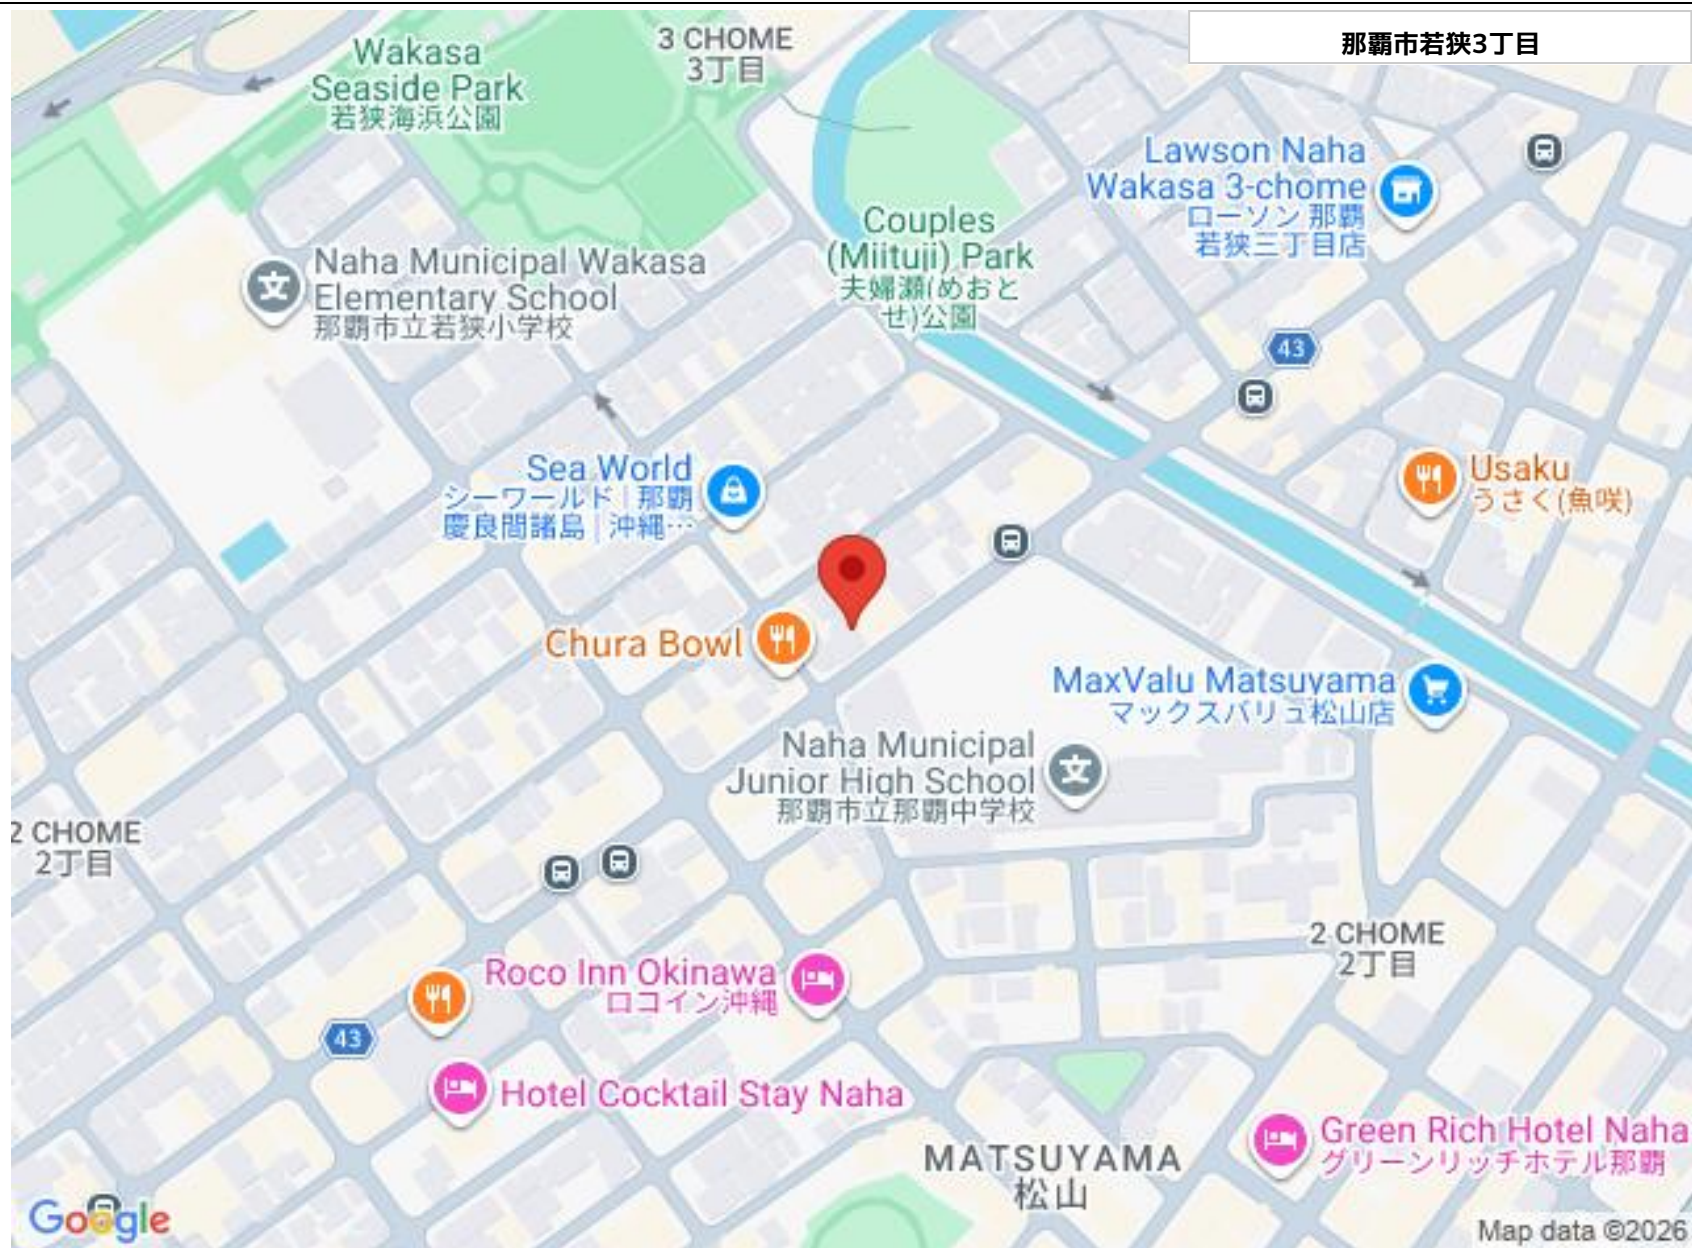 那覇市若狭3丁目
3 CHOME
3丁目
Wakasa
Seaside Park
若狭海浜公園
Lawson Naha
Wakasa 3-chome
ローソン 那覇
若狭三丁目店
Couples
(Miituji) Park
夫婦瀬(めおと
せ)公園
Naha Municipal Wakasa
Elementary School
那覇市立若狭小学校
43
Sea World
シーワールド | 那覇
慶良間諸島 | 沖縄…
Usaku
うさく(魚咲)
Chura Bowl
MaxValu Matsuyama
マックスバリュ松山店
Naha Municipal
Junior High School
那覇市立那覇中学校
2 CHOME
2丁目
2 CHOME
2丁目
Roco Inn Okinawa
ロコイン沖縄
43
Hotel Cocktail Stay Naha
Green Rich Hotel Naha
グリーンリッチホテル那覇
MATSUYAMA
松山
Google
Map data ©2026